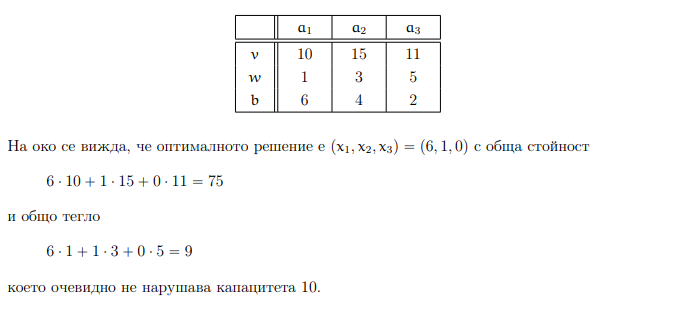 a₁ a₂ a₃
v 10 15 11
w 1 3 5
b 6 4 2
На око се вижда, че оптималното решение е (x₁, x₂, x₃) = (6, 1, 0) с обща стойност
6 · 10 + 1 · 15 + 0 · 11 = 75
и общо тегло
6 · 1 + 1 · 3 + 0 · 5 = 9
което очевидно не нарушава капацитета 10.